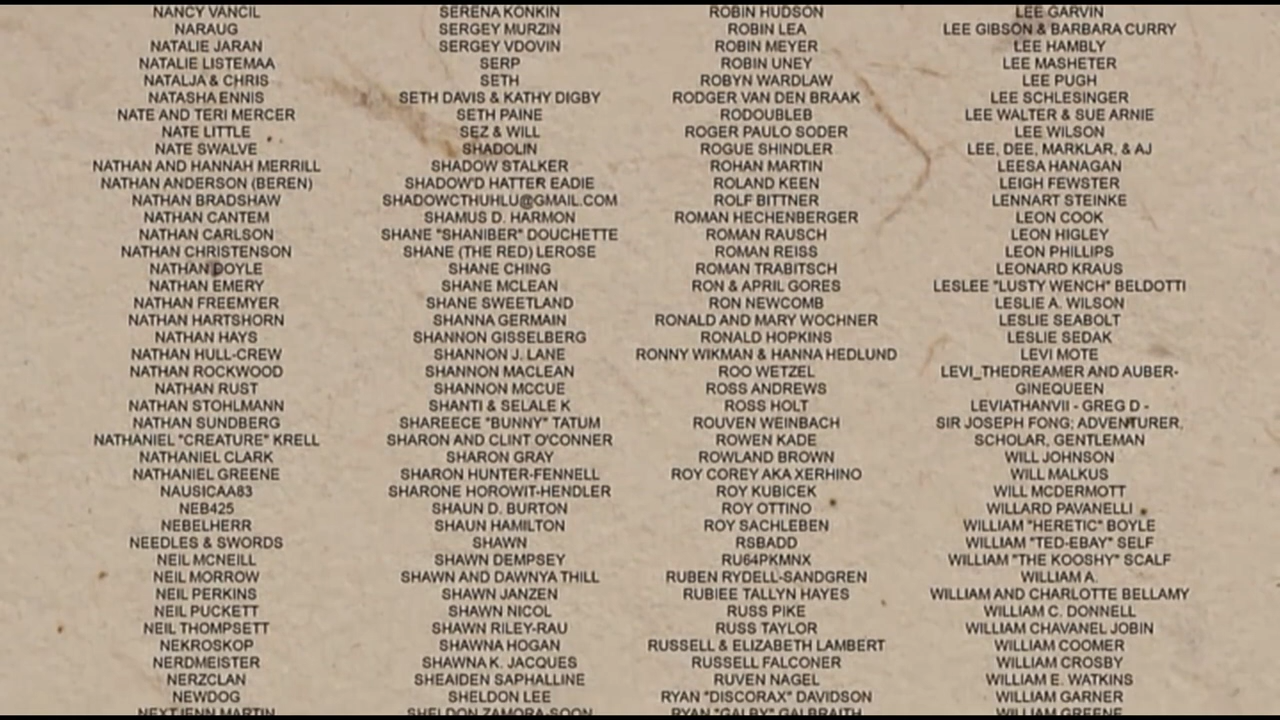 NANCY VANCIL
NARAUG
NATALIE JARAN
NATALIE LISTEMAA
NATALJA & CHRIS
NATASHA ENNIS
NATE AND TERI MERCER
NATE LITTLE
NATE SWALVE
NATHAN AND HANNAH MERRILL
NATHAN ANDERSON (BEREN)
NATHAN BRADSHAW
NATHAN CANTEM
NATHAN CARLSON
NATHAN CHRISTENSON
NATHAN DOYLE
NATHAN EMERY
NATHAN FREEMYER
NATHAN HARTSHORN
NATHAN HAYS
NATHAN HULL-CREW
NATHAN ROCKWOOD
NATHAN RUST
NATHAN STOHLMANN
NATHAN SUNDBERG
NATHANIEL "CREATURE" KRELL
NATHANIEL CLARK
NATHANIEL GREENE
NAUSICAA83
NEB425
NEBELHERR
NEEDLES & SWORDS
NEIL MCNEILL
NEIL MORROW
NEIL PERKINS
NEIL PUCKETT
NEIL THOMPSETT
NEKROSKOP
NERDMEISTER
NERZCLAN
NEWDOG
NEXTJENN MARTIN
SERENA KONKIN
SERGEY MURZIN
SERGEY VDOVIN
SERP
SETH
SETH DAVIS & KATHY DIGBY
SETH PAINE
SEZ & WILL
SHADOLIN
SHADOW STALKER
SHADOW'D HATTER EADIE
SHADOWCTHUHLU@GMAIL.COM
SHAMUS D. HARMON
SHANE "SHANIBER" DOUCHETTE
SHANE (THE RED) LEROSE
SHANE CHING
SHANE MCLEAN
SHANE SWEETLAND
SHANNA GERMAIN
SHANNON GISSELBERG
SHANNON J. LANE
SHANNON MACLEAN
SHANNON MCCUE
SHANTI & SELALE K
SHAREECE "BUNNY" TATUM
SHARON AND CLINT O'CONNER
SHARON GRAY
SHARON HUNTER-FENNELL
SHARONE HOROWIT-HENDLER
SHAUN D. BURTON
SHAUN HAMILTON
SHAWN
SHAWN DEMPSEY
SHAWN AND DAWNYA THILL
SHAWN JANZEN
SHAWN NICOL
SHAWN RILEY-RAU
SHAWNA HOGAN
SHAWNA K. JACQUES
SHEAIDEN SAPHALLINE
SHELDON LEE
SHELDON ZAMORA-SOON
ROBIN HUDSON
ROBIN LEA
ROBIN MEYER
ROBIN UNEY
ROBYN WARDLAW
RODGER VAN DEN BRAAK
RODOUBLEB
ROGER PAULO SODER
ROGUE SHINDLER
ROHAN MARTIN
ROLAND KEEN
ROLF BITTNER
ROMAN HECHENBERGER
ROMAN RAUSCH
ROMAN REISS
ROMAN TRABITSCH
RON & APRIL GORES
RON NEWCOMB
RONALD AND MARY WOCHNER
RONALD HOPKINS
RONNY WIKMAN & HANNA HEDLUND
ROO WETZEL
ROSS ANDREWS
ROSS HOLT
ROUVEN WEINBACH
ROWEN KADE
ROWLAND BROWN
ROY COREY AKA XERHINO
ROY KUBICEK
ROY OTTINO
ROY SACHLEBEN
RSBADD
RU64PKMNX
RUBEN RYDELL-SANDGREN
RUBIEE TALLYN HAYES
RUSS PIKE
RUSS TAYLOR
RUSSELL & ELIZABETH LAMBERT
RUSSELL FALCONER
RUVEN NAGEL
RYAN "DISCORAX" DAVIDSON
RYAN "GALBY" GALBRAITH
LEE GARVIN
LEE GIBSON & BARBARA CURRY
LEE HAMBLY
LEE MASHETER
LEE PUGH
LEE SCHLESINGER
LEE WALTER & SUE ARNIE
LEE WILSON
LEE, DEE, MARKLAR, & AJ
LEESA HANAGAN
LEIGH FEWSTER
LENNART STEINKE
LEON COOK
LEON HIGLEY
LEON PHILLIPS
LEONARD KRAUS
LESLEE "LUSTY WENCH" BELDOTTI
LESLIE A. WILSON
LESLIE SEABOLT
LESLIE SEDAK
LEVI MOTE
LEVI_THEDREAMER AND AUBER-
GINEQUEEN
LEVIATHANVII - GREG D -
SIR JOSEPH FONG; ADVENTURER,
SCHOLAR, GENTLEMAN
WILL JOHNSON
WILL MALKUS
WILL MCDERMOTT
WILLARD PAVANELLI
WILLIAM "HERETIC" BOYLE
WILLIAM "TED-EBAY" SELF
WILLIAM "THE KOOSHY" SCALF
WILLIAM A.
WILLIAM AND CHARLOTTE BELLAMY
WILLIAM C. DONNELL
WILLIAM CHAVANEL JOBIN
WILLIAM COOMER
WILLIAM CROSBY
WILLIAM E. WATKINS
WILLIAM GARNER
WILLIAM GREENE